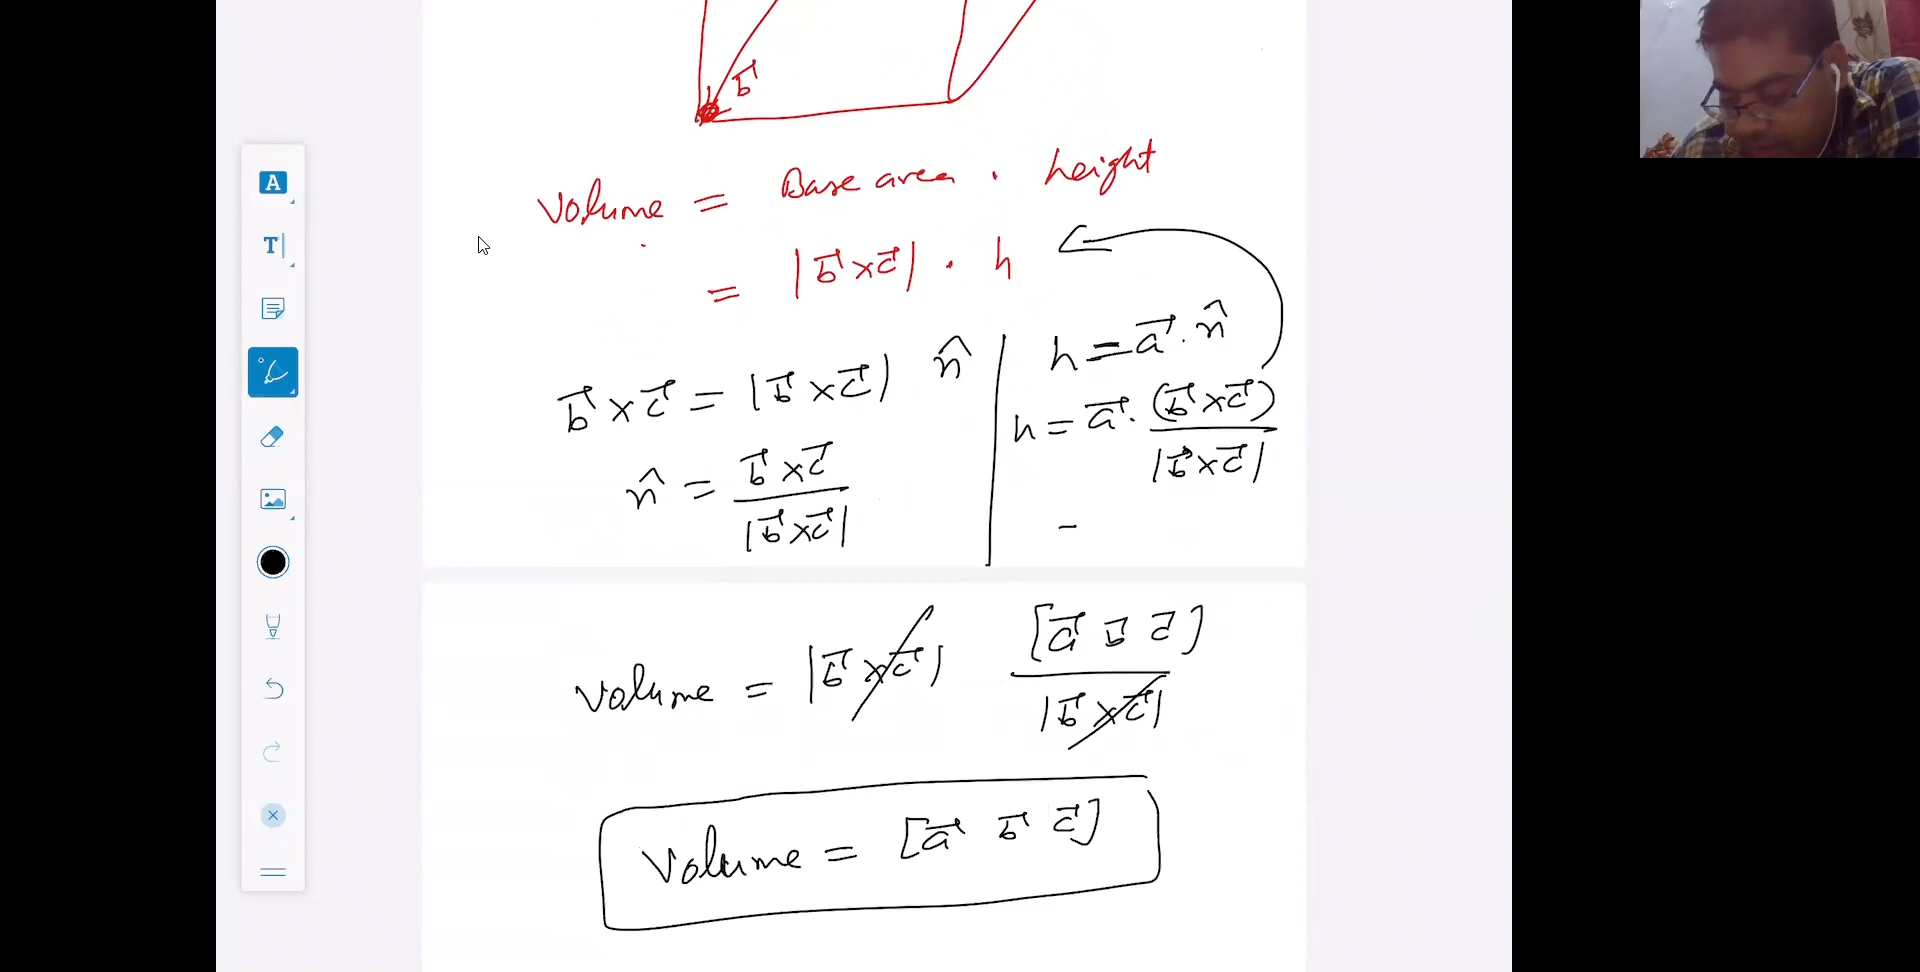 b⃗
Volume = Base area . height
= |b⃗ × c⃗| . h
b⃗ × c⃗ = |b⃗ × c⃗| n̂
n̂ = b⃗ × c⃗ / |b⃗ × c⃗|
h = a⃗ . n̂
h = a⃗ . (b⃗ × c⃗) / |b⃗ × c⃗|
–
Volume = |b⃗ × c⃗| [a⃗ b⃗ c⃗] / |b⃗ × c⃗|
Volume = [a⃗ b⃗ c⃗]
A
T